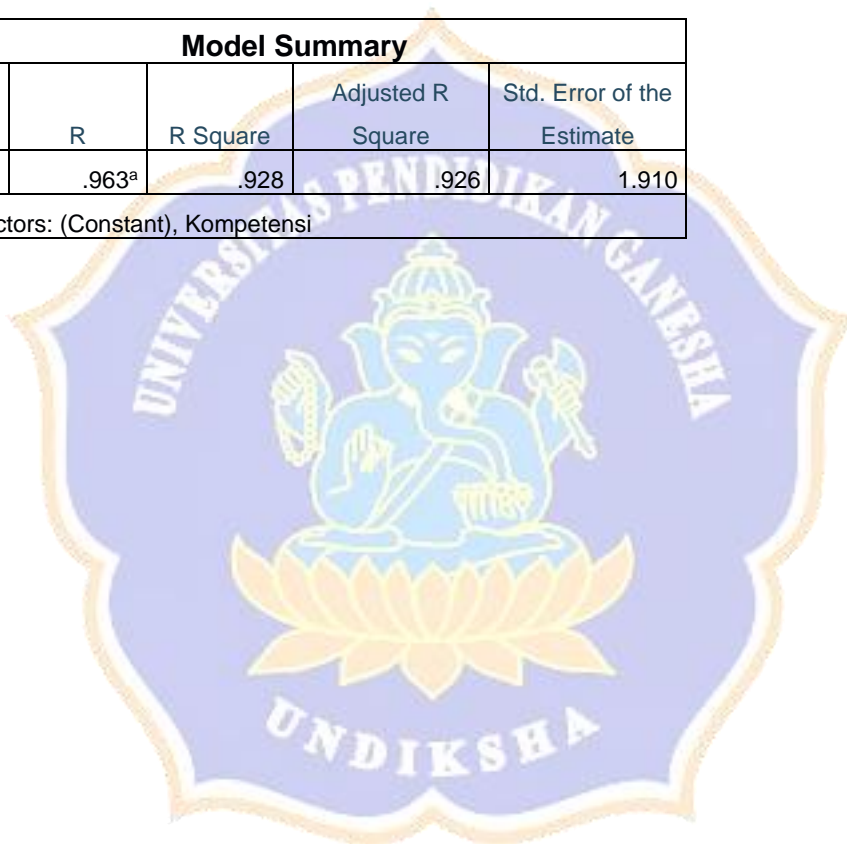 Model Summary
R R Square Adjusted R Square Std. Error of the Estimate
.963ᵃ .928 .926 1.910
ctors: (Constant), Kompetensi
UNIVERSITAS PENDIDIKAN GANESHA
UNDIKSHA